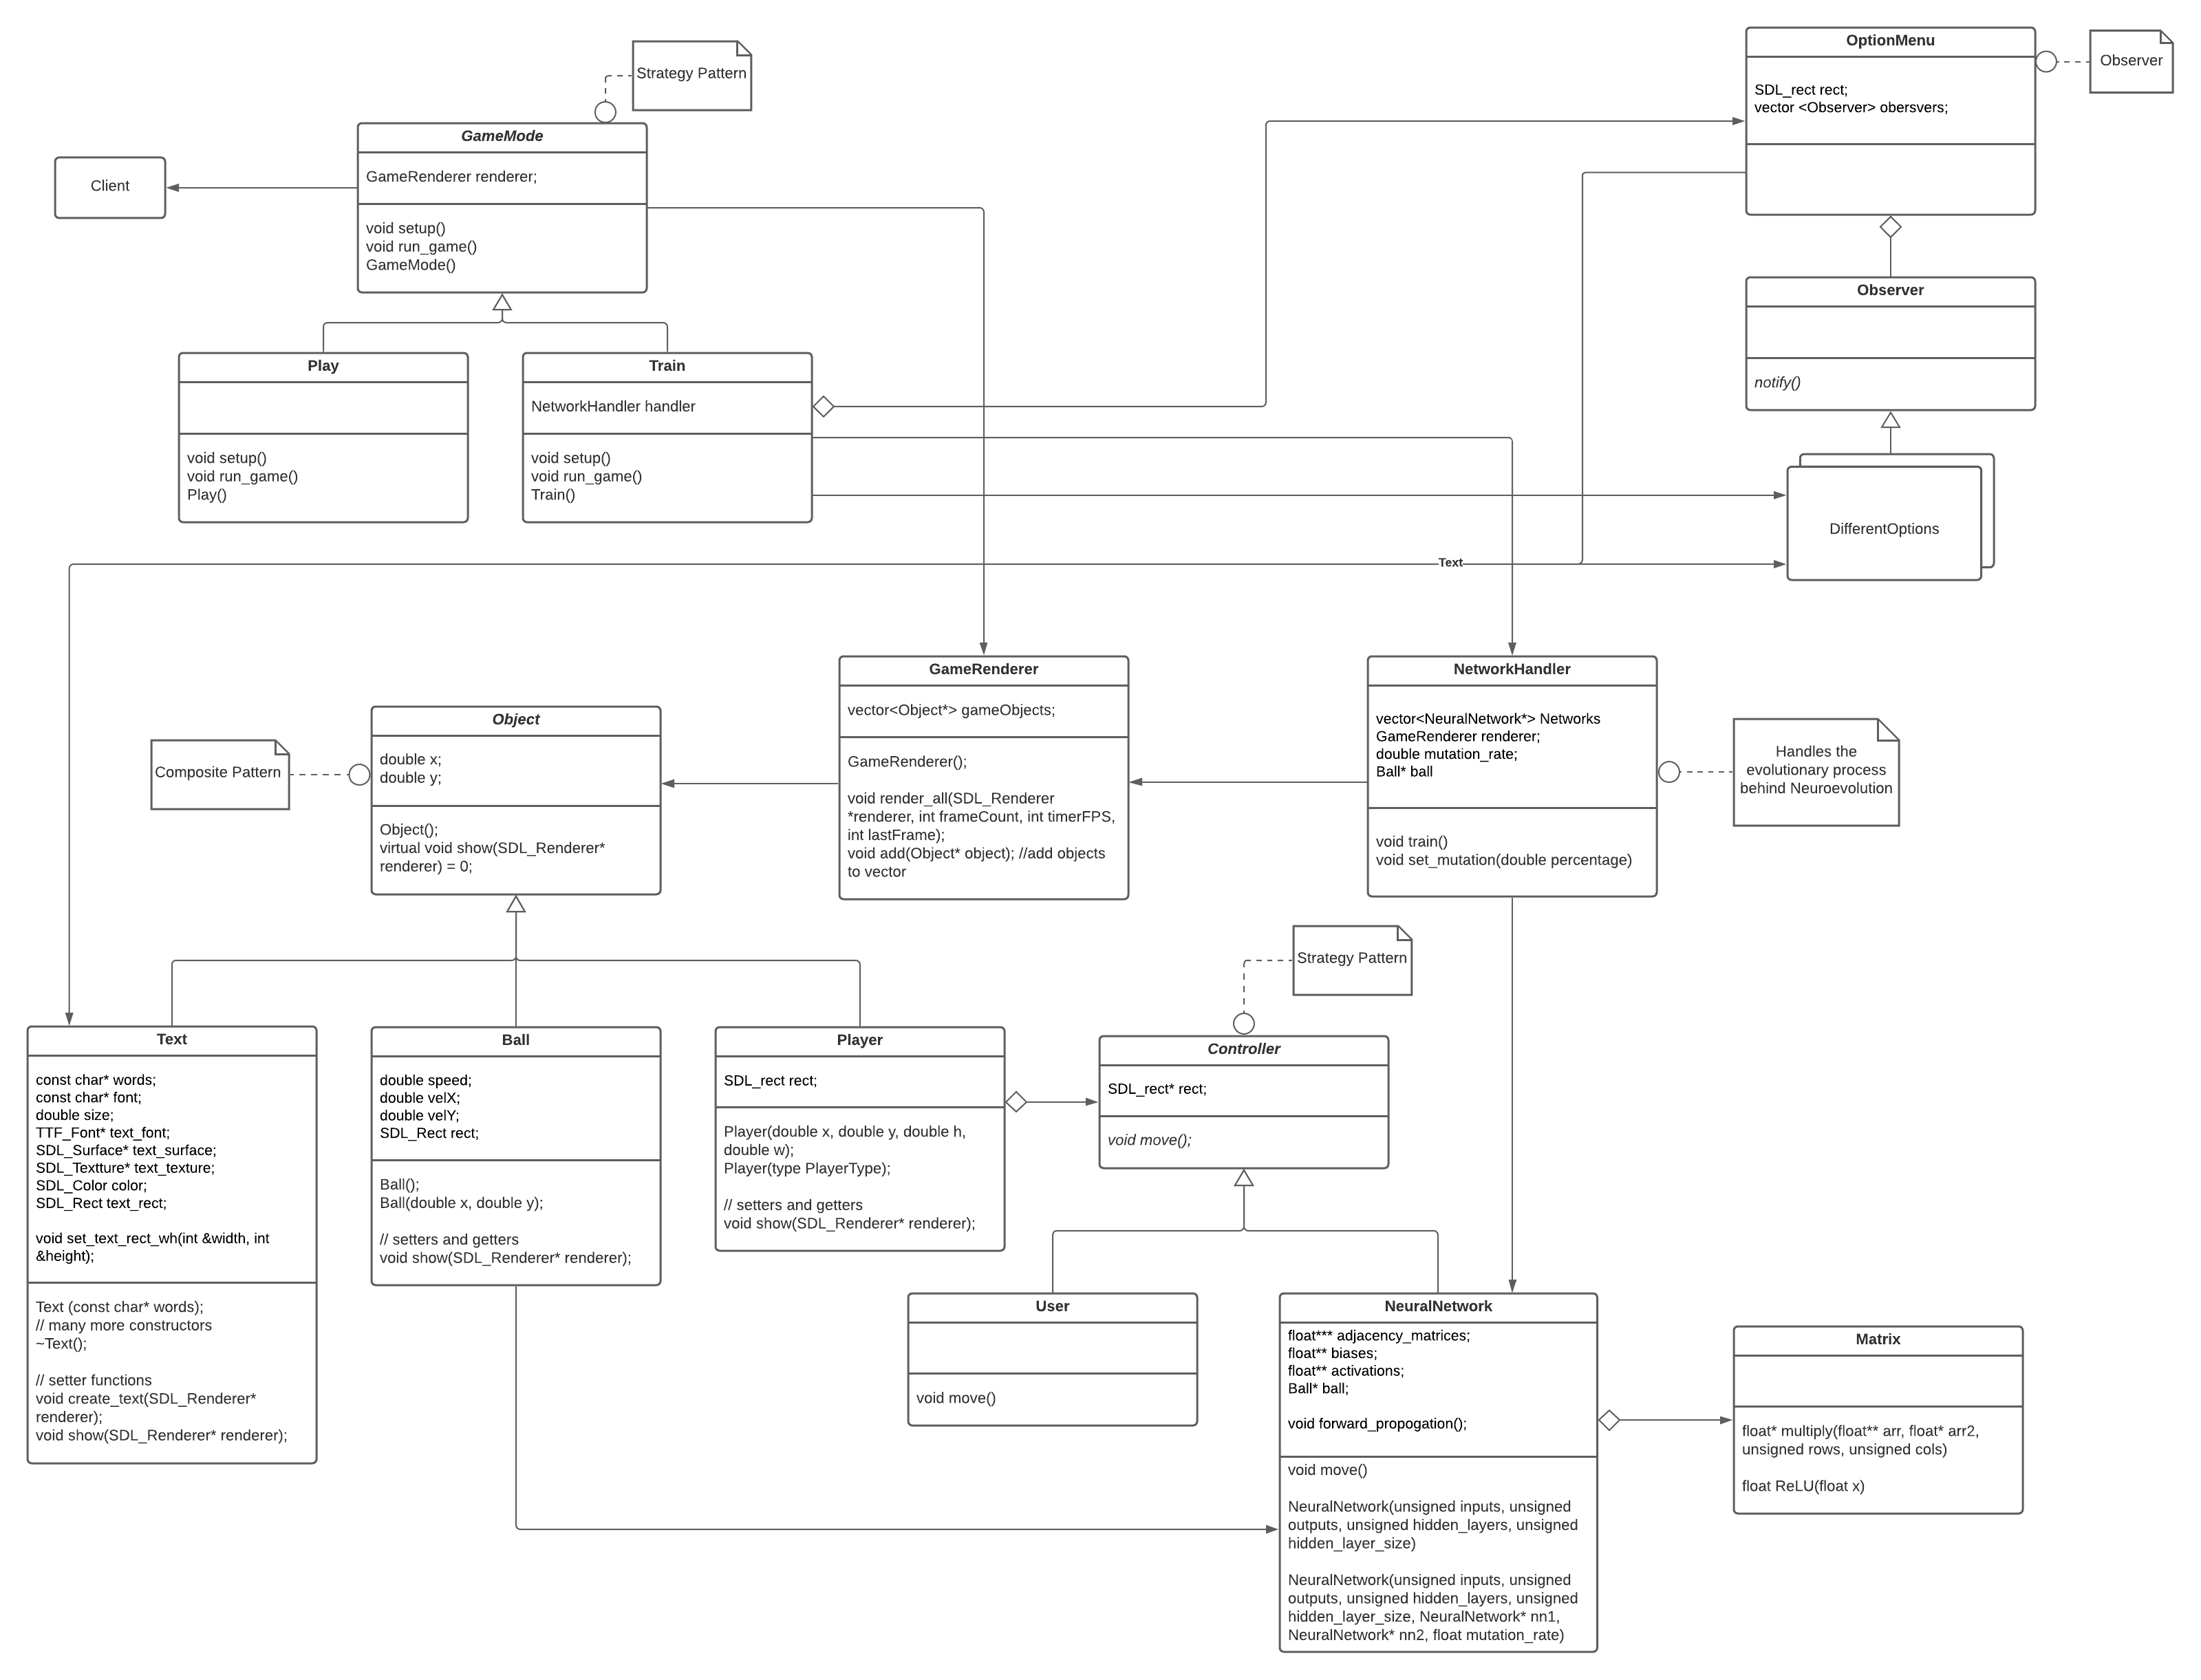 Strategy Pattern
GameMode
GameRenderer renderer;
void setup()
void run_game()
GameMode()
Client
OptionMenu
SDL_rect rect;
vector <Observer> obersvers;
Observer
Observer
notify()
Play
void setup()
void run_game()
Play()
Train
NetworkHandler handler
void setup()
void run_game()
Train()
DifferentOptions
Text
GameRenderer
vector<Object*> gameObjects;
GameRenderer();
void render_all(SDL_Renderer
*renderer, int frameCount, int timerFPS,
int lastFrame);
void add(Object* object); //add objects
to vector
NetworkHandler
vector<NeuralNetwork*> Networks
GameRenderer renderer;
double mutation_rate;
Ball* ball
void train()
void set_mutation(double percentage)
Handles the
evolutionary process
behind Neuroevolution
Object
double x;
double y;
Object();
virtual void show(SDL_Renderer*
renderer) = 0;
Composite Pattern
Strategy Pattern
Text
const char* words;
const char* font;
double size;
TTF_Font* text_font;
SDL_Surface* text_surface;
SDL_Textture* text_texture;
SDL_Color color;
SDL_Rect text_rect;
void set_text_rect_wh(int &width, int
&height);
Text (const char* words);
// many more constructors
~Text();
// setter functions
void create_text(SDL_Renderer*
renderer);
void show(SDL_Renderer* renderer);
Ball
double speed;
double velX;
double velY;
SDL_Rect rect;
Ball();
Ball(double x, double y);
// setters and getters
void show(SDL_Renderer* renderer);
Player
SDL_rect rect;
Player(double x, double y, double h,
double w);
Player(type PlayerType);
// setters and getters
void show(SDL_Renderer* renderer);
Controller
SDL_rect* rect;
void move();
User
void move()
NeuralNetwork
float*** adjacency_matrices;
float** biases;
float** activations;
Ball* ball;
void forward_propogation();
void move()
NeuralNetwork(unsigned inputs, unsigned
outputs, unsigned hidden_layers, unsigned
hidden_layer_size)
NeuralNetwork(unsigned inputs, unsigned
outputs, unsigned hidden_layers, unsigned
hidden_layer_size, NeuralNetwork* nn1,
NeuralNetwork* nn2, float mutation_rate)
Matrix
float* multiply(float** arr, float* arr2,
unsigned rows, unsigned cols)
float ReLU(float x)